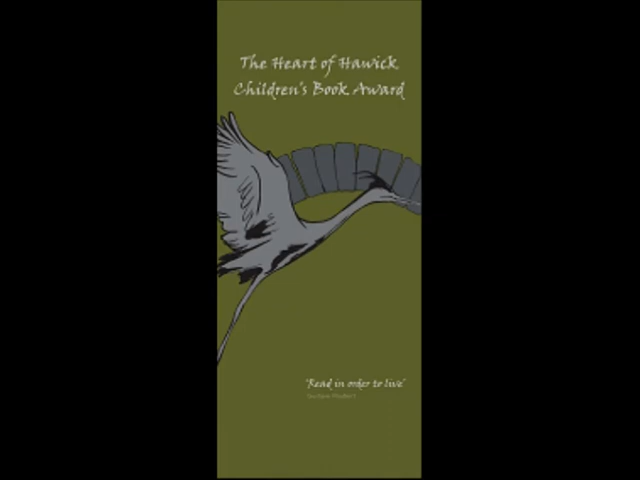 The Heart of Hawick
Children's Book Award
'Read in order to live'